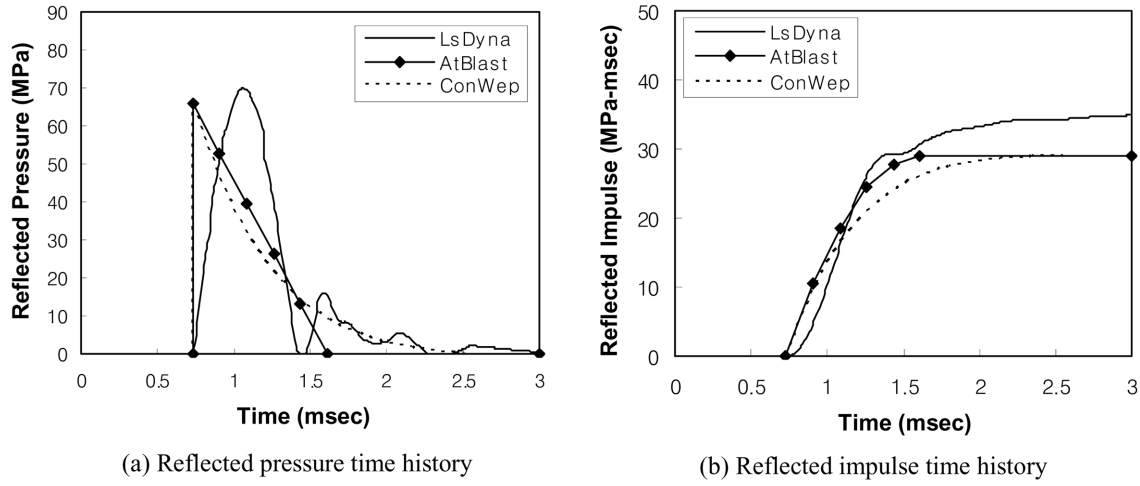 90
80
70
60
50
40
30
20
10
0
Reflected Pressure (MPa)
LsDyna
AtBlast
ConWep
0 0.5 1 1.5 2 2.5 3
Time (msec)
(a) Reflected pressure time history
50
40
30
20
10
0
Reflected Impulse (MPa-msec)
LsDyna
AtBlast
ConWep
0 0.5 1 1.5 2 2.5 3
Time (msec)
(b) Reflected impulse time history